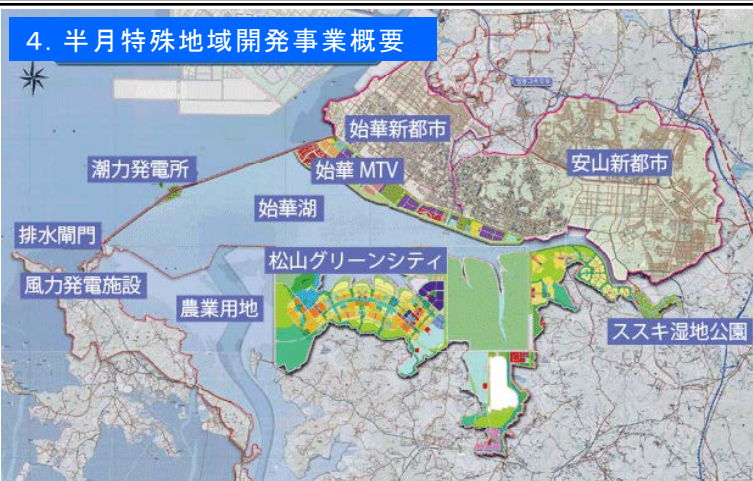 4. 半月特殊地域開発事業概要
始華新都市
潮力発電所
始華 MTV
安山新都市
始華湖
排水閘門
松山グリーンシティ
風力発電施設
農業用地
ススキ湿地公園